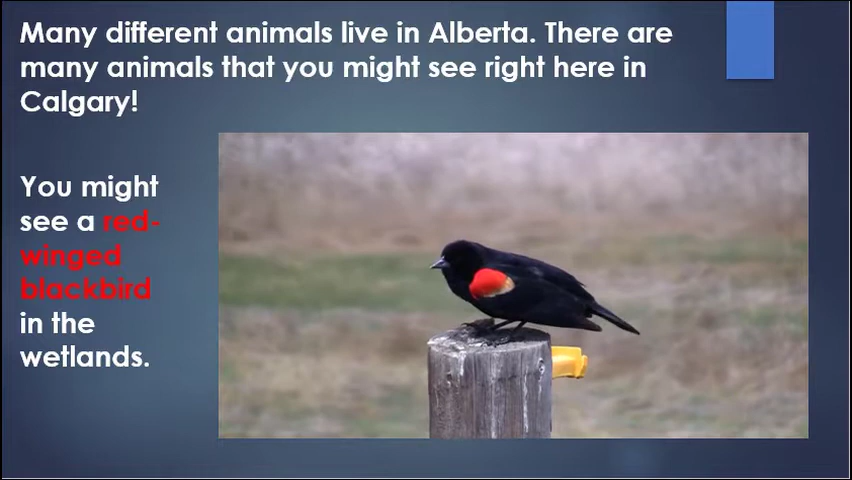 Many different animals live in Alberta. There are
many animals that you might see right here in
Calgary!
You might
see a red-
winged
blackbird
in the
wetlands.